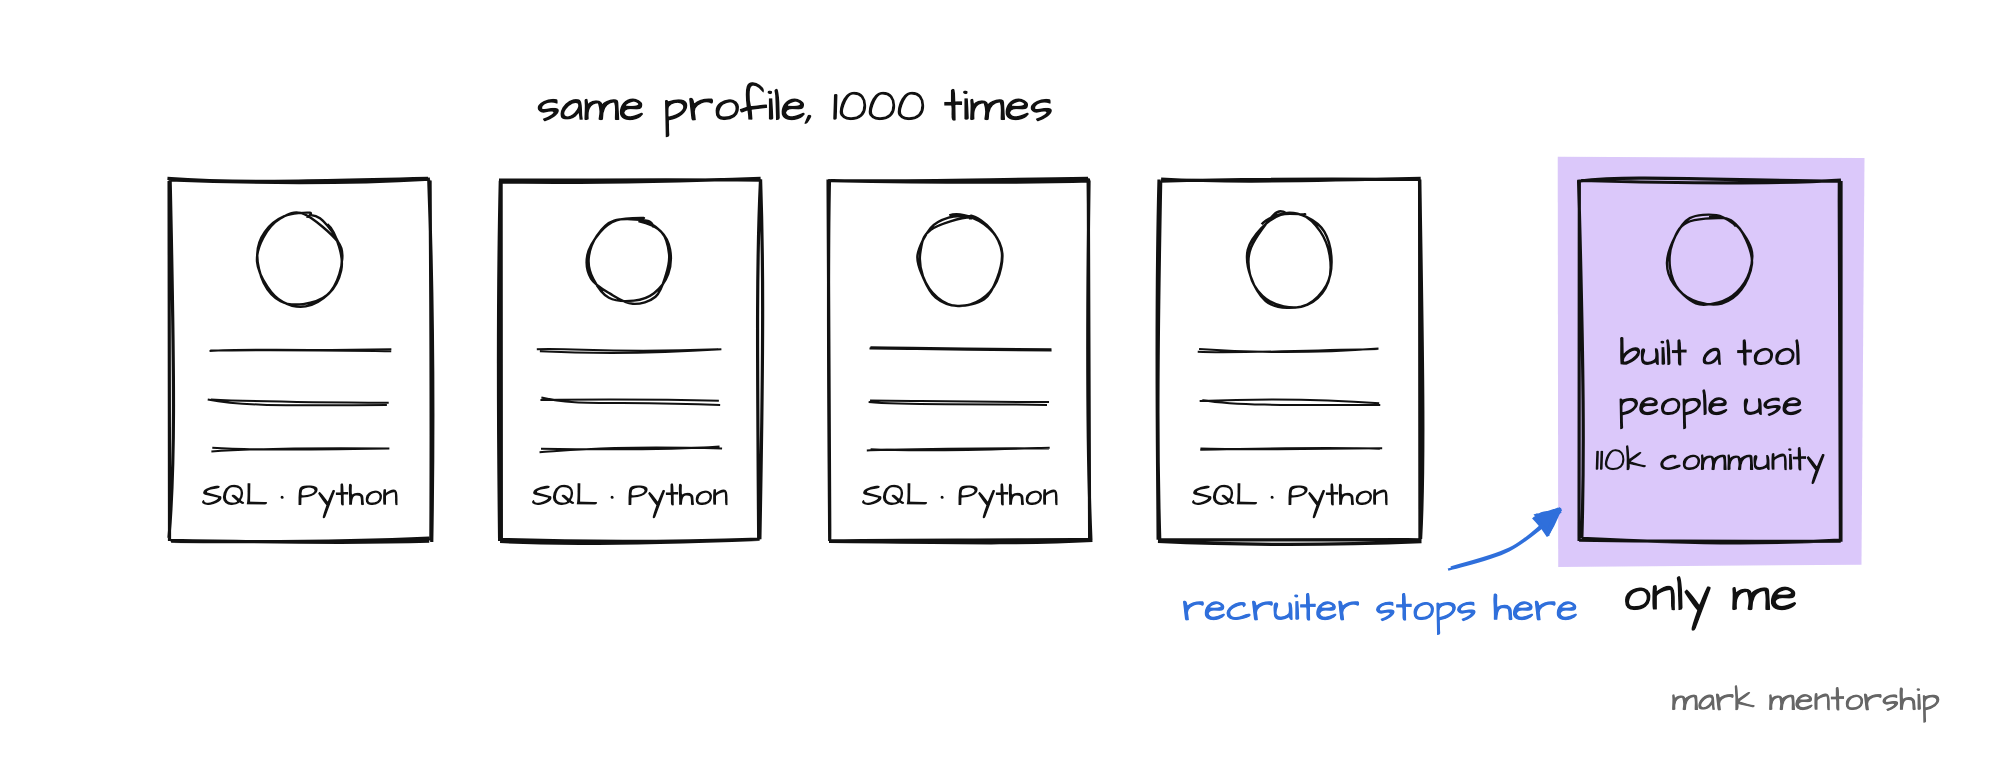 same profile, 1000 times
SQL · Python
SQL · Python
SQL · Python
SQL · Python
built a tool
people use
110k community
recruiter stops here
only me
mark mentorship